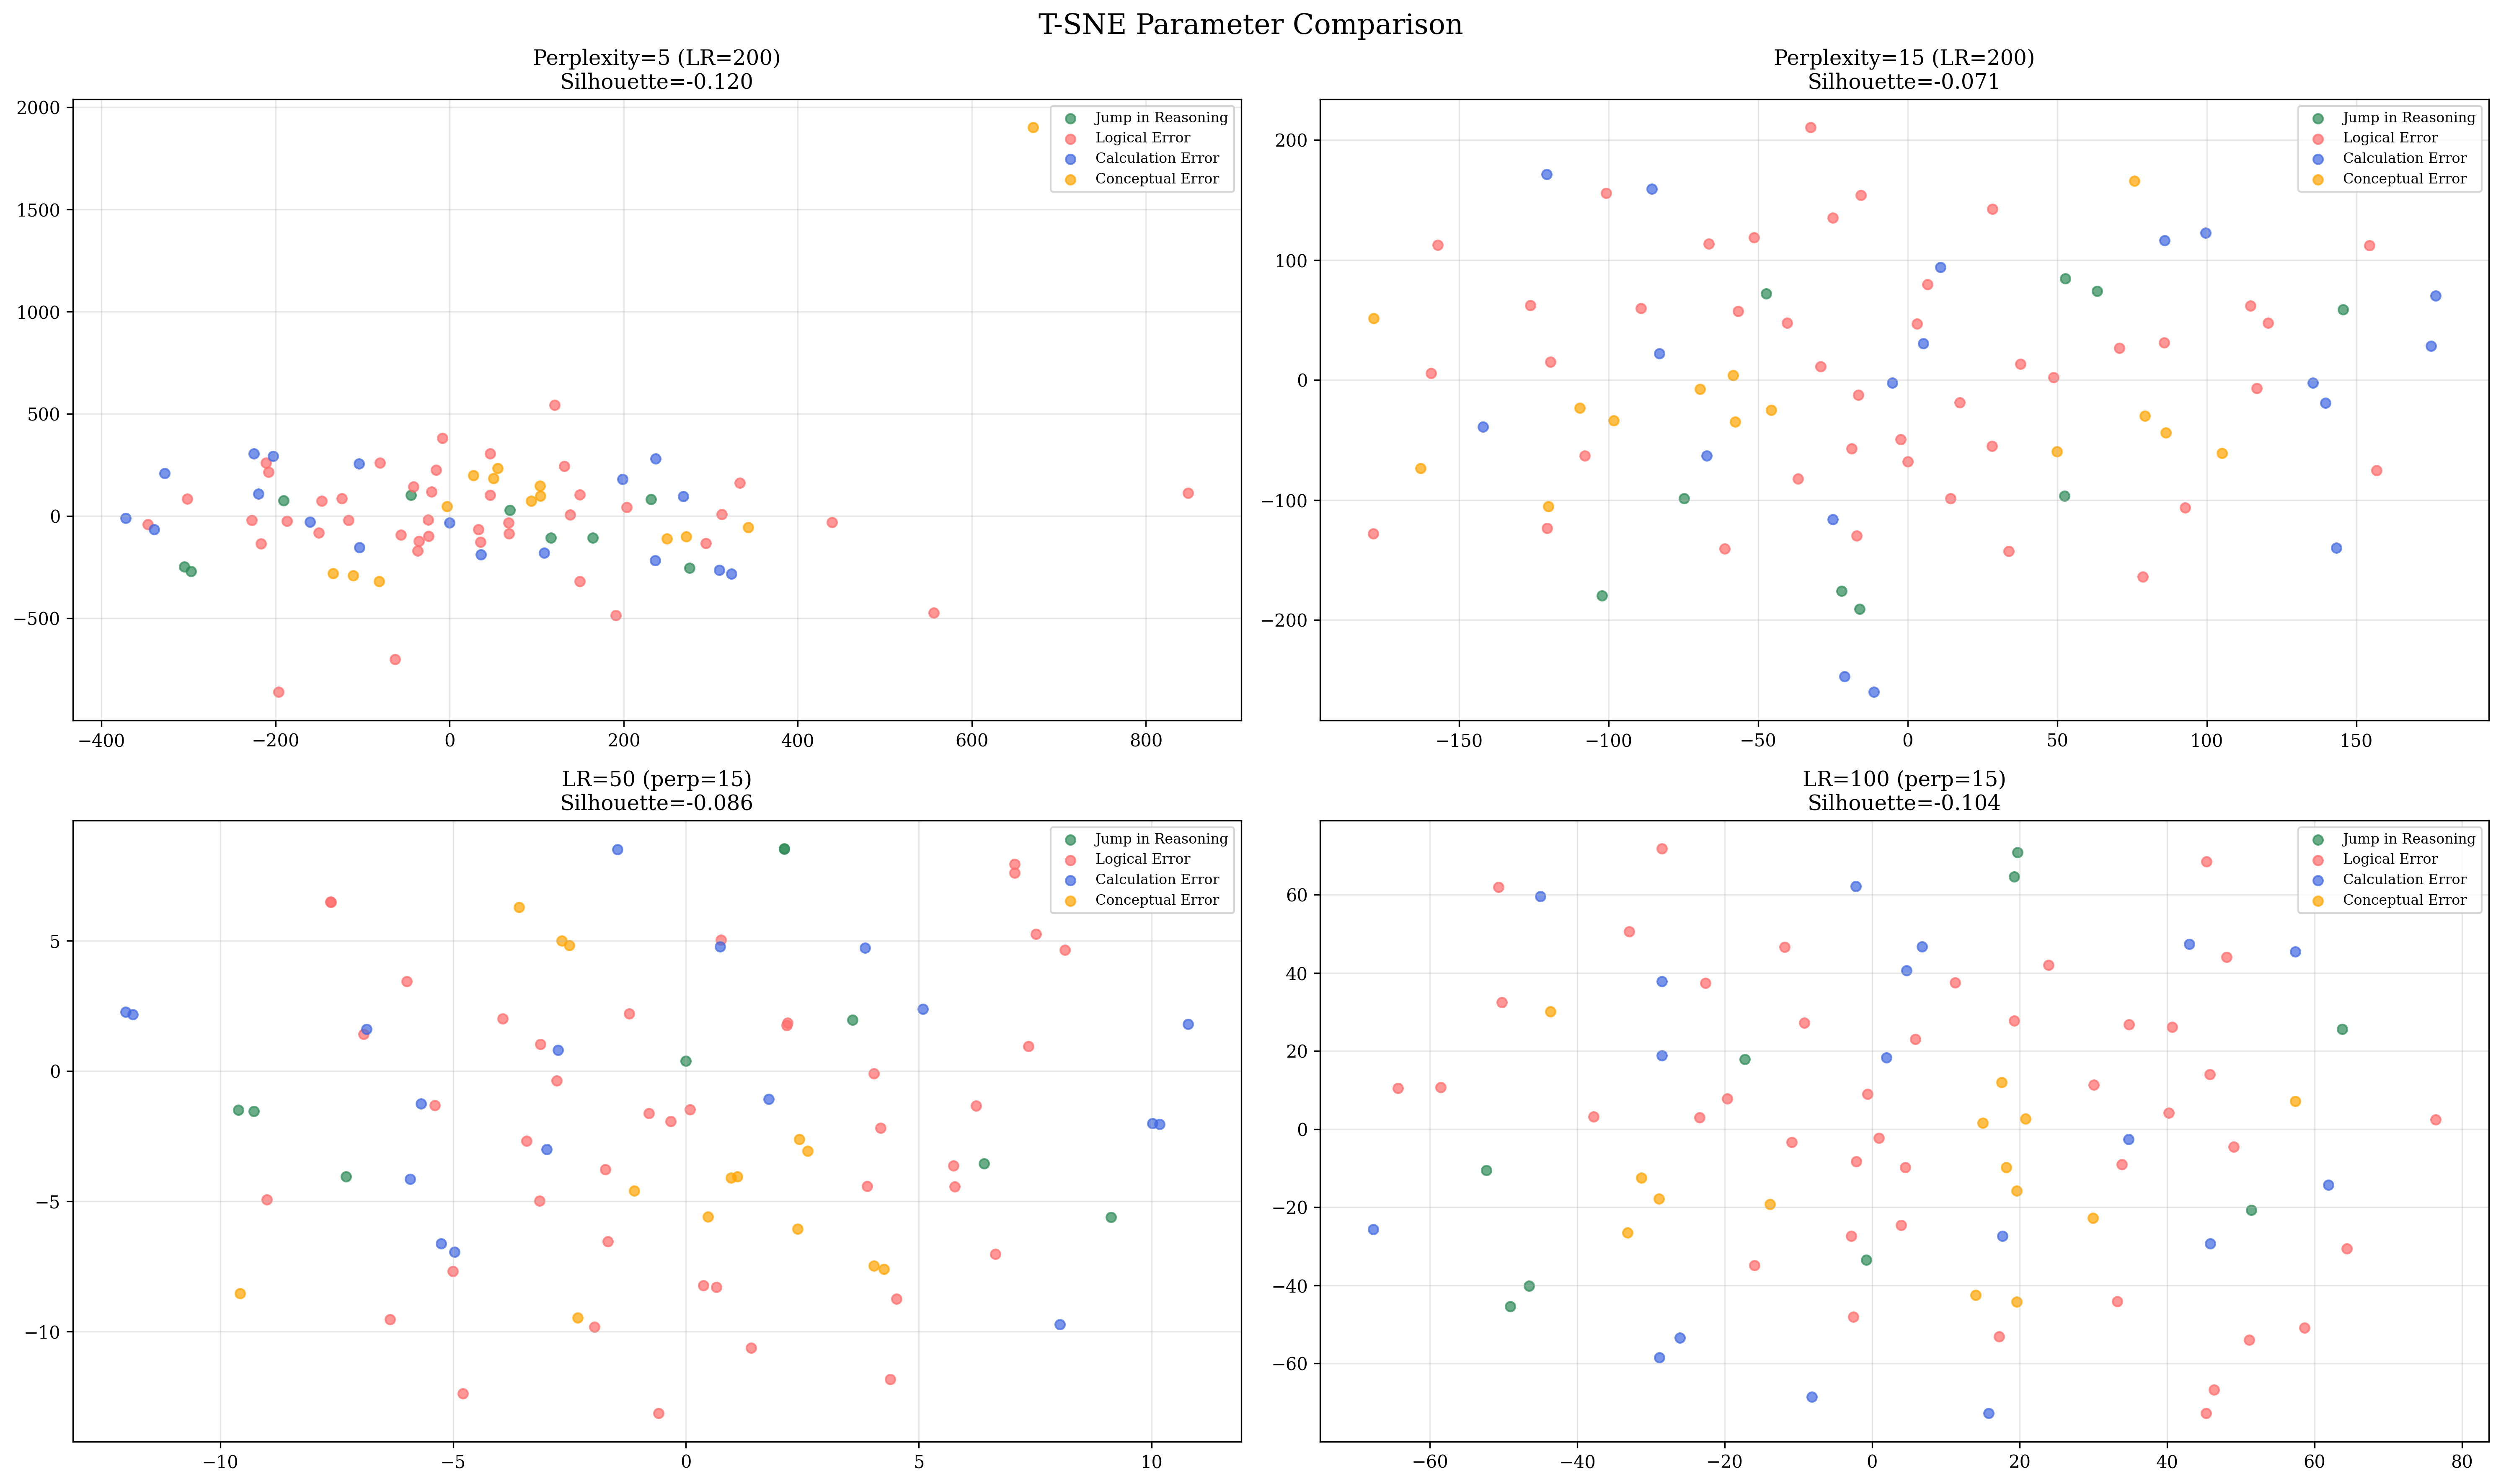 T-SNE Parameter Comparison
Perplexity=5 (LR=200)
Silhouette=-0.120
2000
1500
1000
500
0
−500
−400
−200
0
200
400
600
800
Jump in Reasoning
Logical Error
Calculation Error
Conceptual Error
Perplexity=15 (LR=200)
Silhouette=-0.071
200
100
0
−100
−200
−150
−100
−50
0
50
100
150
Jump in Reasoning
Logical Error
Calculation Error
Conceptual Error
LR=50 (perp=15)
Silhouette=-0.086
5
0
−5
−10
−10
−5
0
5
10
Jump in Reasoning
Logical Error
Calculation Error
Conceptual Error
LR=100 (perp=15)
Silhouette=-0.104
60
40
20
0
−20
−40
−60
−60
−40
−20
0
20
40
60
80
Jump in Reasoning
Logical Error
Calculation Error
Conceptual Error